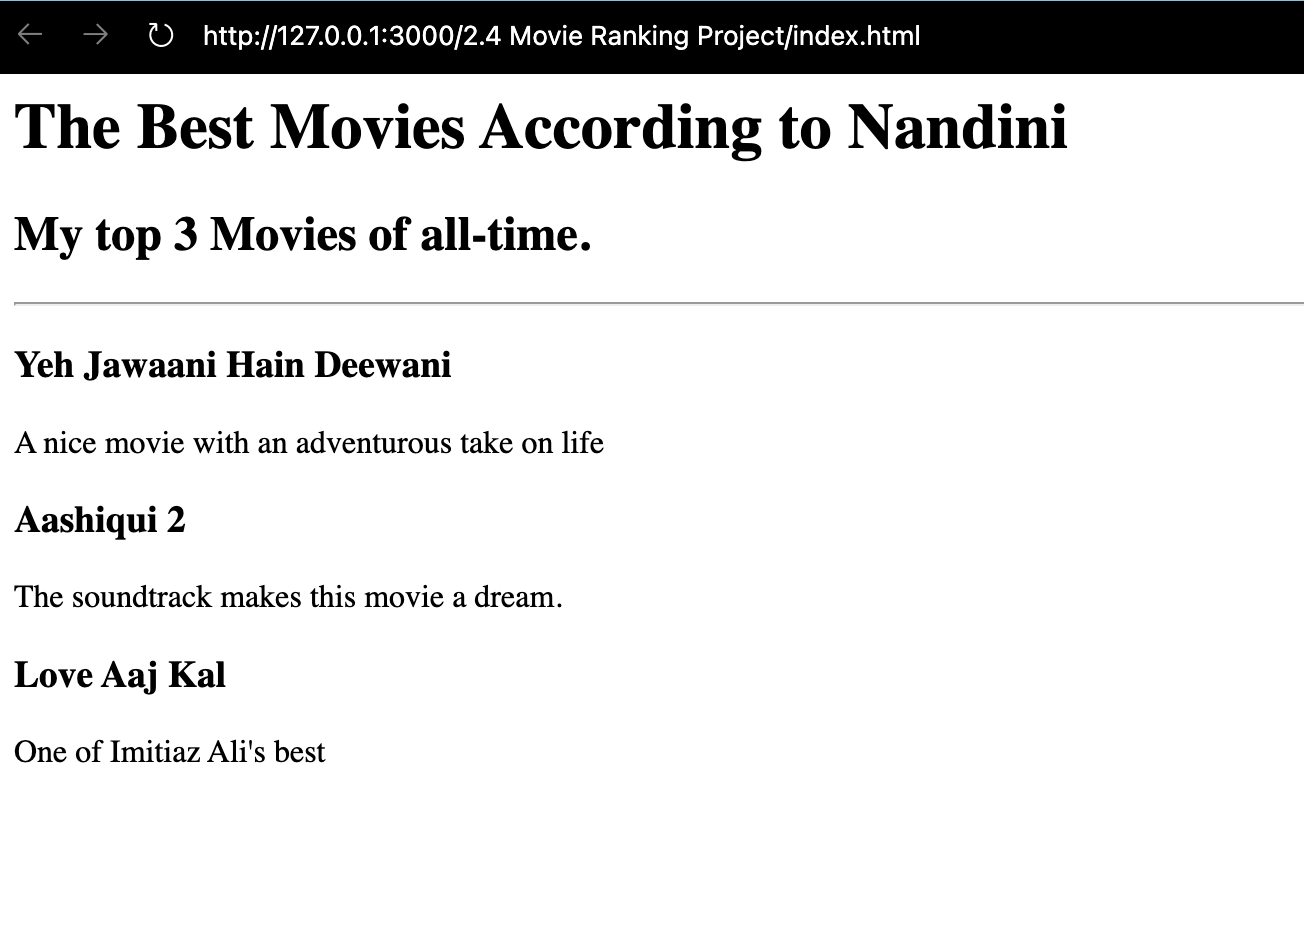 http://127.0.0.1:3000/2.4 Movie Ranking Project/index.html
The Best Movies According to Nandini
My top 3 Movies of all-time.
Yeh Jawaani Hain Deewani
A nice movie with an adventurous take on life
Aashiqui 2
The soundtrack makes this movie a dream.
Love Aaj Kal
One of Imitiaz Ali's best